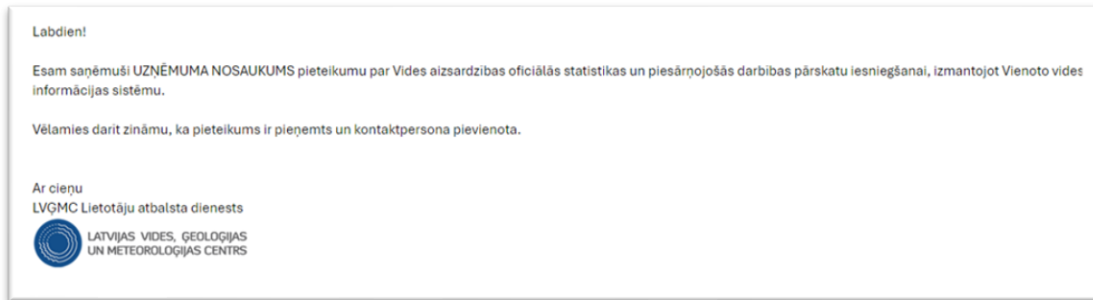 Labdien!
Esam saņēmuši UZŅĒMUMA NOSAUKUMS pieteikumu par Vides aizsardzības oficiālās statistikas un piesārņojošās darbības pārskatu iesniegšanai, izmantojot Vienoto vides
informācijas sistēmu.
Vēlamies darīt zināmu, ka pieteikums ir pieņemts un kontaktpersona pievienota.
Ar cieņu
LVĢMC Lietotāju atbalsta dienests
LATVIJAS VIDES, ĢEOLOĢIJAS
UN METEOROLOĢIJAS CENTRS